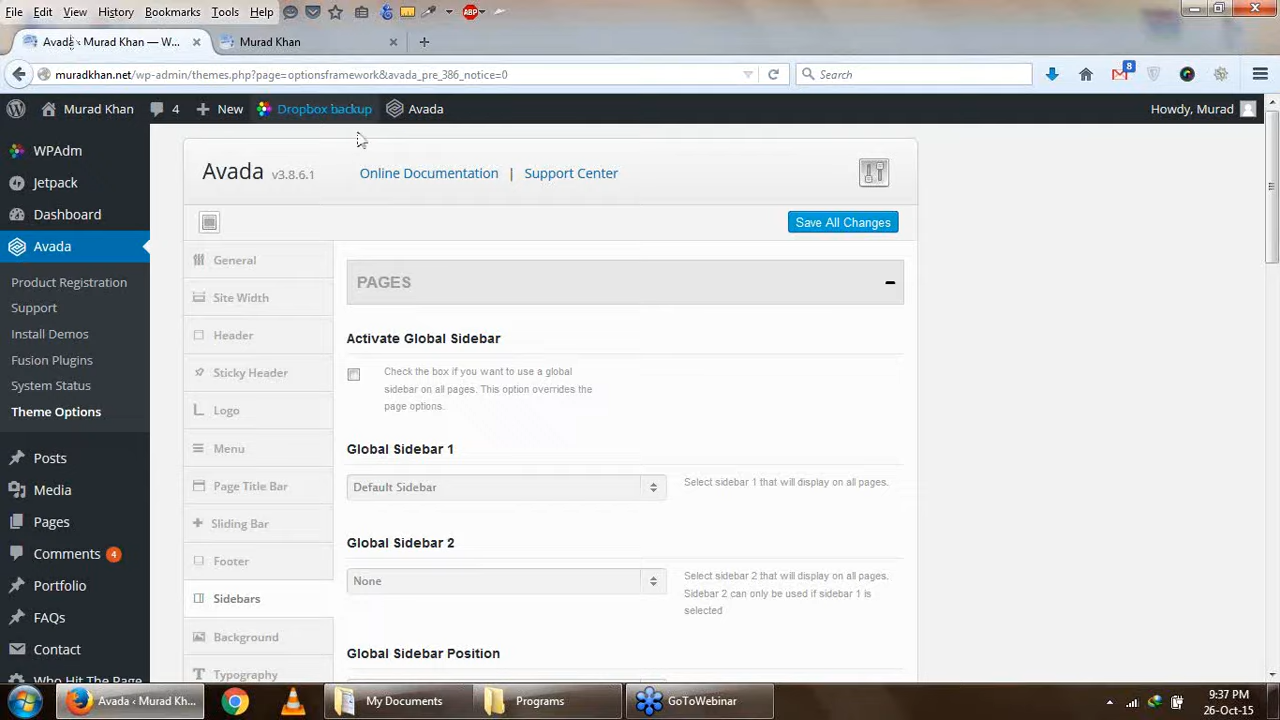 File Edit View History Bookmarks Tools Help
Avada ‹ Murad Khan — W...
Murad Khan
muradkhan.net/wp-admin/themes.php?page=optionsframework&avada_pre_386_notice=0
Search
8
Murad Khan
4
New
Dropbox backup
Avada
Howdy, Murad
WPAdm
Jetpack
Dashboard
Avada
Product Registration
Support
Install Demos
Fusion Plugins
System Status
Theme Options
Posts
Media
Pages
Comments 4
Portfolio
FAQs
Contact
Who Hit The Page
Avada v3.8.6.1
Online Documentation | Support Center
Save All Changes
General
Site Width
Header
Sticky Header
Logo
Menu
Page Title Bar
Sliding Bar
Footer
Sidebars
Background
Typography
PAGES
Activate Global Sidebar
Check the box if you want to use a global
sidebar on all pages. This option overrides the
page options.
Global Sidebar 1
Default Sidebar
Select sidebar 1 that will display on all pages.
Global Sidebar 2
None
Select sidebar 2 that will display on all pages.
Sidebar 2 can only be used if sidebar 1 is
selected
Global Sidebar Position
Avada ‹ Murad Kh...
My Documents
Programs
GoToWebinar
9:37 PM
26-Oct-15